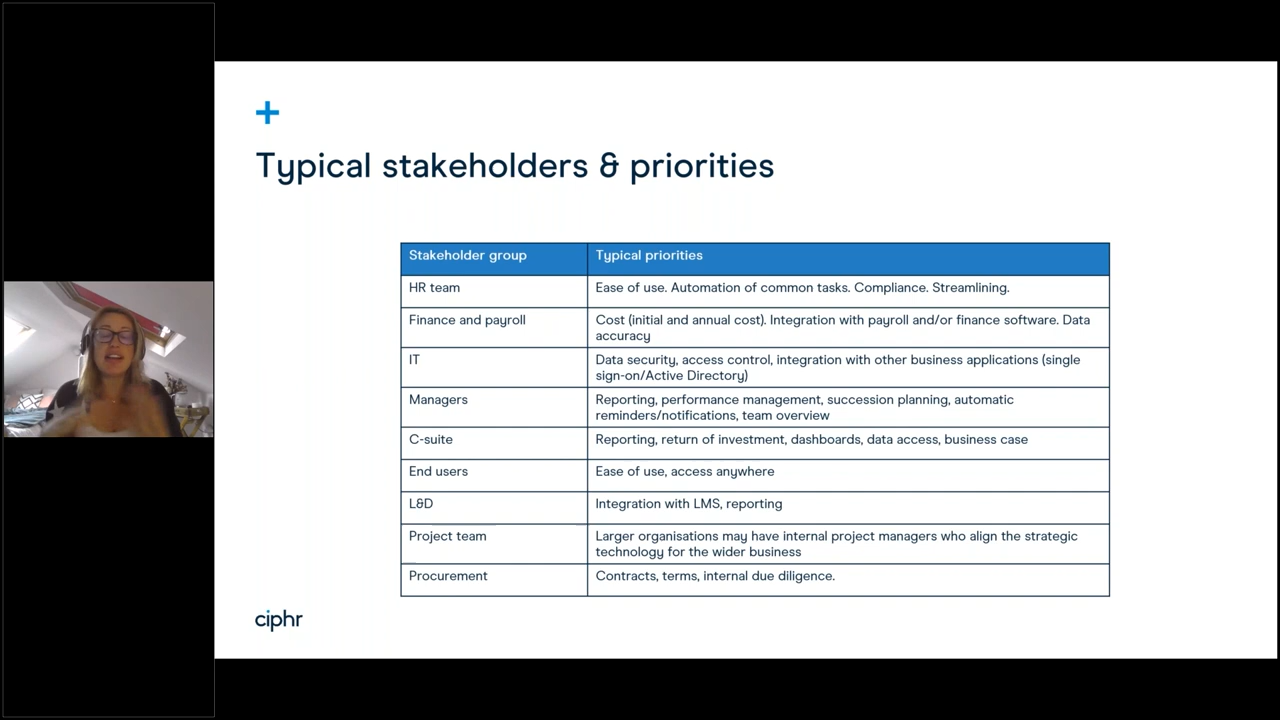 Typical stakeholders & priorities
Stakeholder group
Typical priorities
HR team
Ease of use. Automation of common tasks. Compliance. Streamlining.
Finance and payroll
Cost (initial and annual cost). Integration with payroll and/or finance software. Data
accuracy
IT
Data security, access control, integration with other business applications (single
sign-on/Active Directory)
Managers
Reporting, performance management, succession planning, automatic
reminders/notifications, team overview
C-suite
Reporting, return of investment, dashboards, data access, business case
End users
Ease of use, access anywhere
L&D
Integration with LMS, reporting
Project team
Larger organisations may have internal project managers who align the strategic
technology for the wider business
Procurement
Contracts, terms, internal due diligence.
ciphr